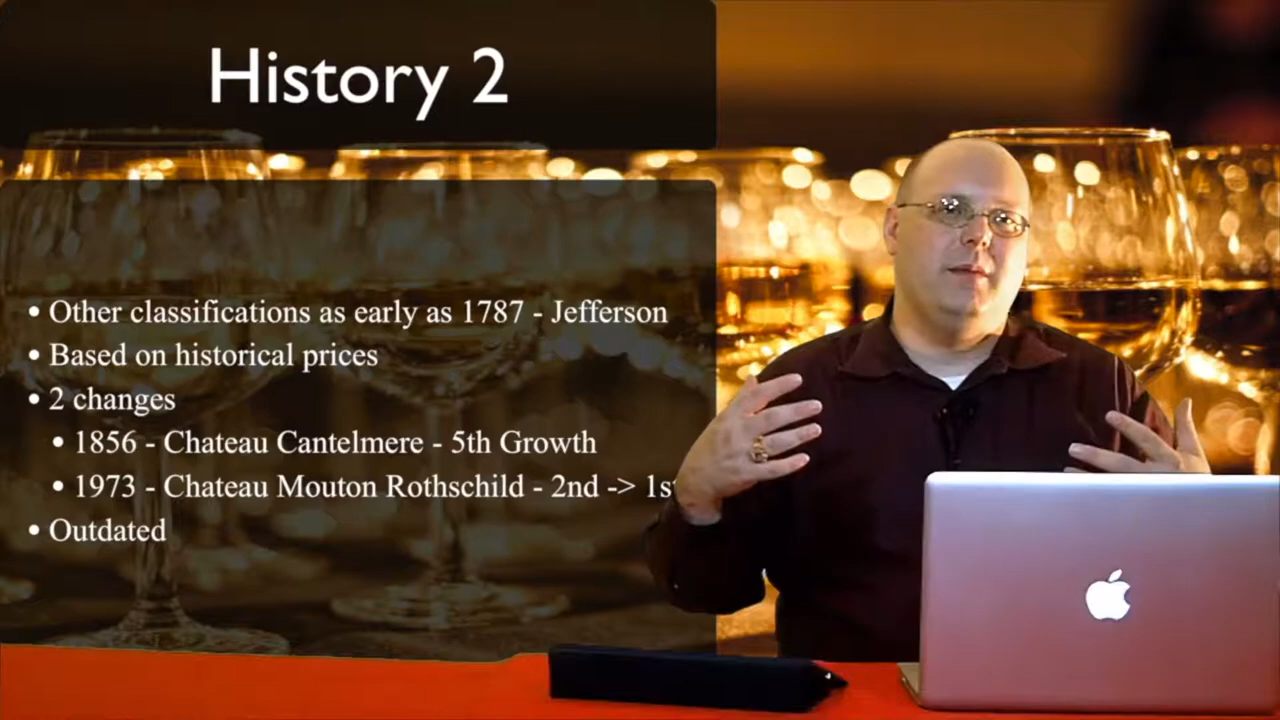 History 2
• Other classifications as early as 1787 - Jefferson
• Based on historical prices
• 2 changes
• 1856 - Chateau Cantelmere - 5th Growth
• 1973 - Chateau Mouton Rothschild - 2nd -> 1s
• Outdated